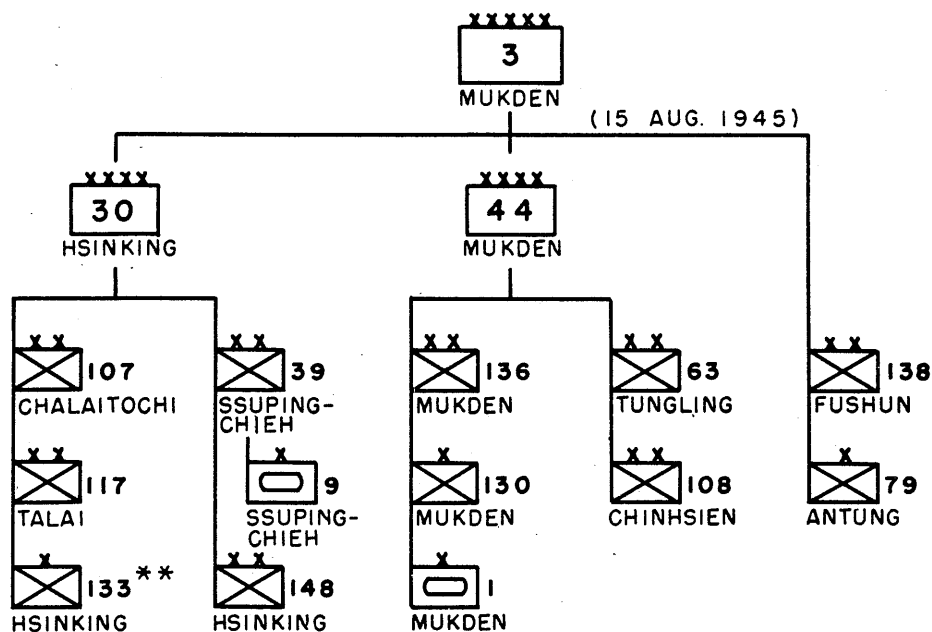 3
MUKDEN
(15 AUG. 1945)
30
HSINKING
44
MUKDEN
107
CHALAITOCHI
39
SSUPING-
CHIEH
136
MUKDEN
63
TUNGLING
138
FUSHUN
117
TALAI
9
SSUPING-
CHIEH
130
MUKDEN
108
CHINHSIEN
79
ANTUNG
133**
HSINKING
148
HSINKING
1
MUKDEN